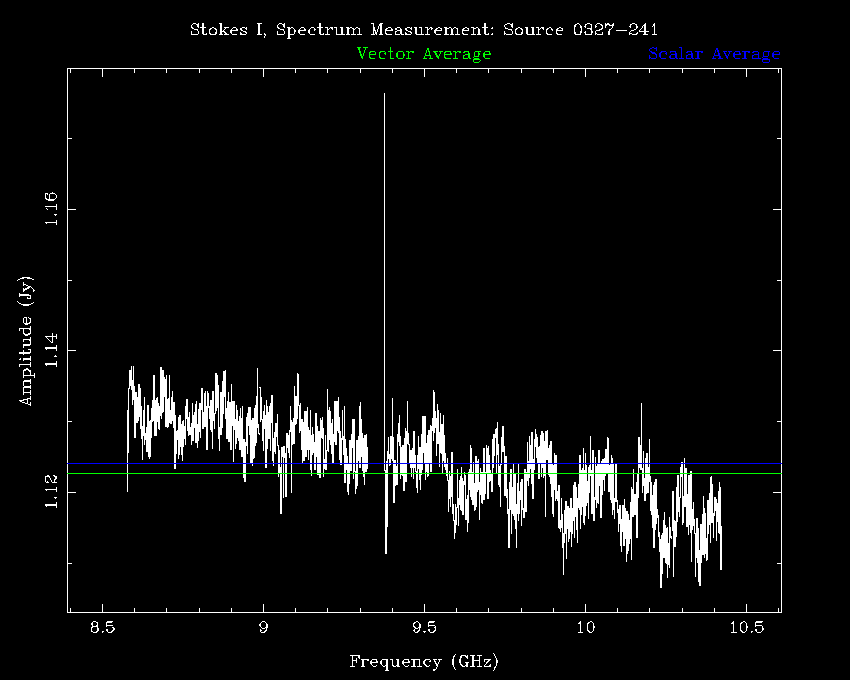 Stokes I, Spectrum Measurement: Source 0327-241
Vector Average Scalar Average
1.16
1.14
1.12
Amplitude (Jy)
8.5 9 9.5 10 10.5
Frequency (GHz)